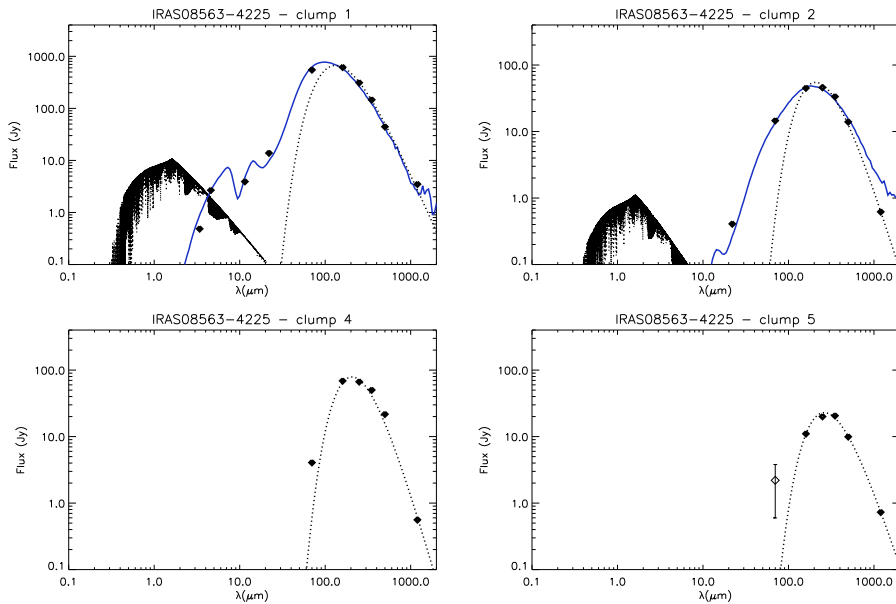 IRAS08563-4225 - clump 1
1000.0
100.0
10.0
1.0
0.1
Flux (Jy)
0.1 1.0 10.0 100.0 1000.0
λ(μm)
IRAS08563-4225 - clump 2
100.0
10.0
1.0
0.1
Flux (Jy)
0.1 1.0 10.0 100.0 1000.0
λ(μm)
IRAS08563-4225 - clump 4
100.0
10.0
1.0
0.1
Flux (Jy)
0.1 1.0 10.0 100.0 1000.0
λ(μm)
IRAS08563-4225 - clump 5
100.0
10.0
1.0
0.1
Flux (Jy)
0.1 1.0 10.0 100.0 1000.0
λ(μm)